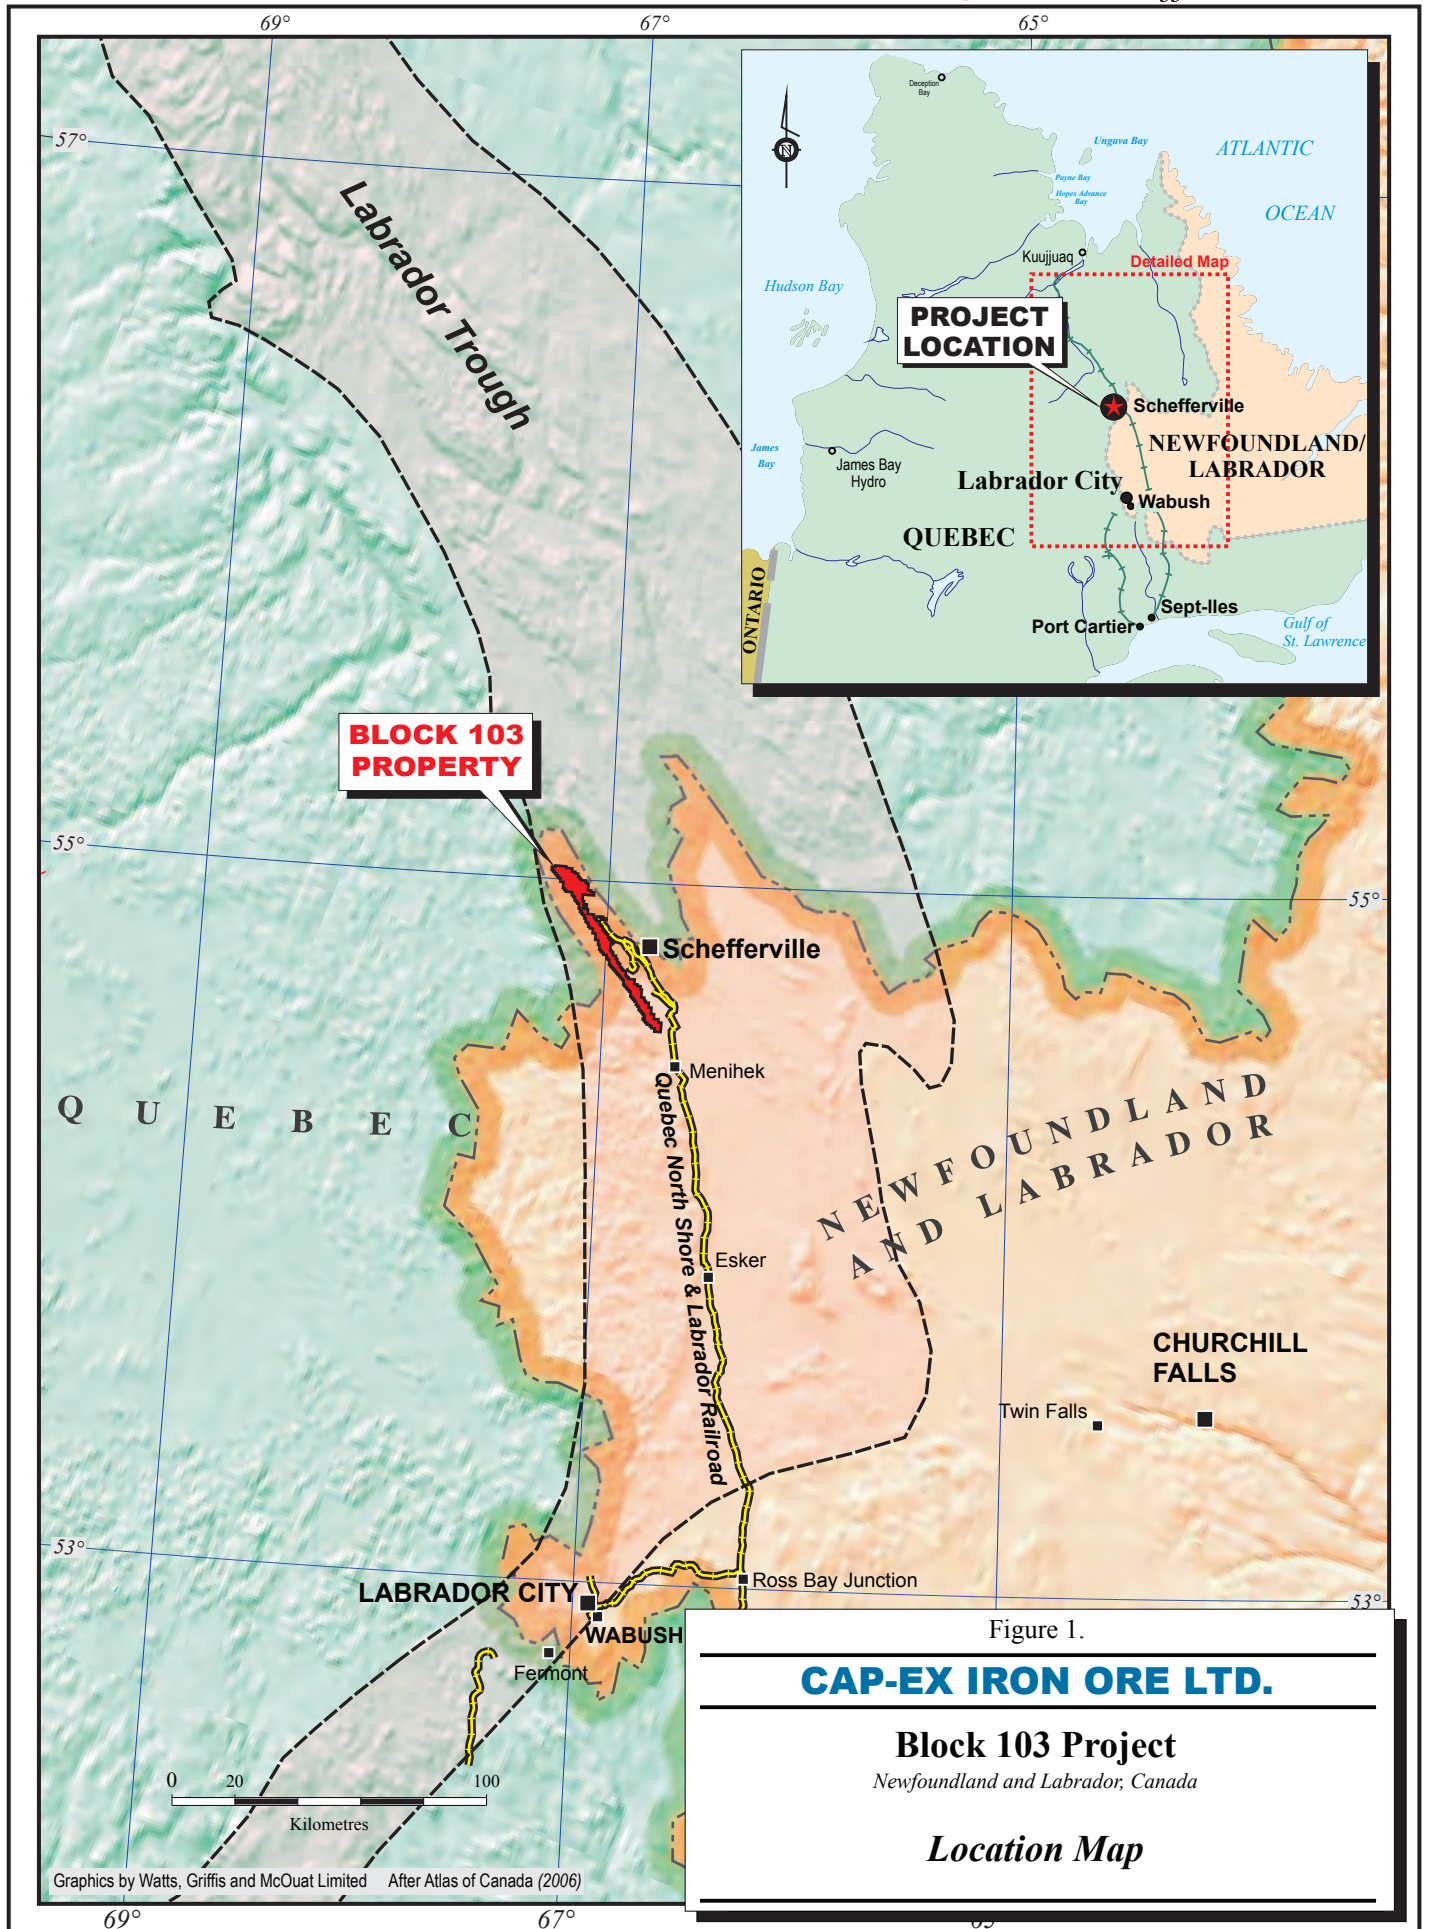 69°
67°
65°
57°
Labrador Trough
Deception
Bay
Ungava Bay
ATLANTIC
OCEAN
Payne Bay
Hopes Advance
Bay
N
Kuujjuaq
Detailed Map
Hudson Bay
PROJECT
LOCATION
Schefferville
NEWFOUNDLAND/
LABRADOR
James
Bay
James Bay
Hydro
Labrador City
Wabush
QUEBEC
ONTARIO
Sept-Iles
Port Cartier
Gulf of
St. Lawrence
BLOCK 103
PROPERTY
55°
55°
Schefferville
Menihek
QUEBEC
Quebec North Shore & Labrador Railroad
NEWFOUNDLAND
AND LABRADOR
Esker
CHURCHILL
FALLS
Twin Falls
53°
Ross Bay Junction
LABRADOR CITY
53°
WABUSH
Fermont
Figure 1.
CAP-EX IRON ORE LTD.
Block 103 Project
Newfoundland and Labrador, Canada
Location Map
0 20 100
Kilometres
Graphics by Watts, Griffis and McOuat Limited After Atlas of Canada (2006)
69°
67°